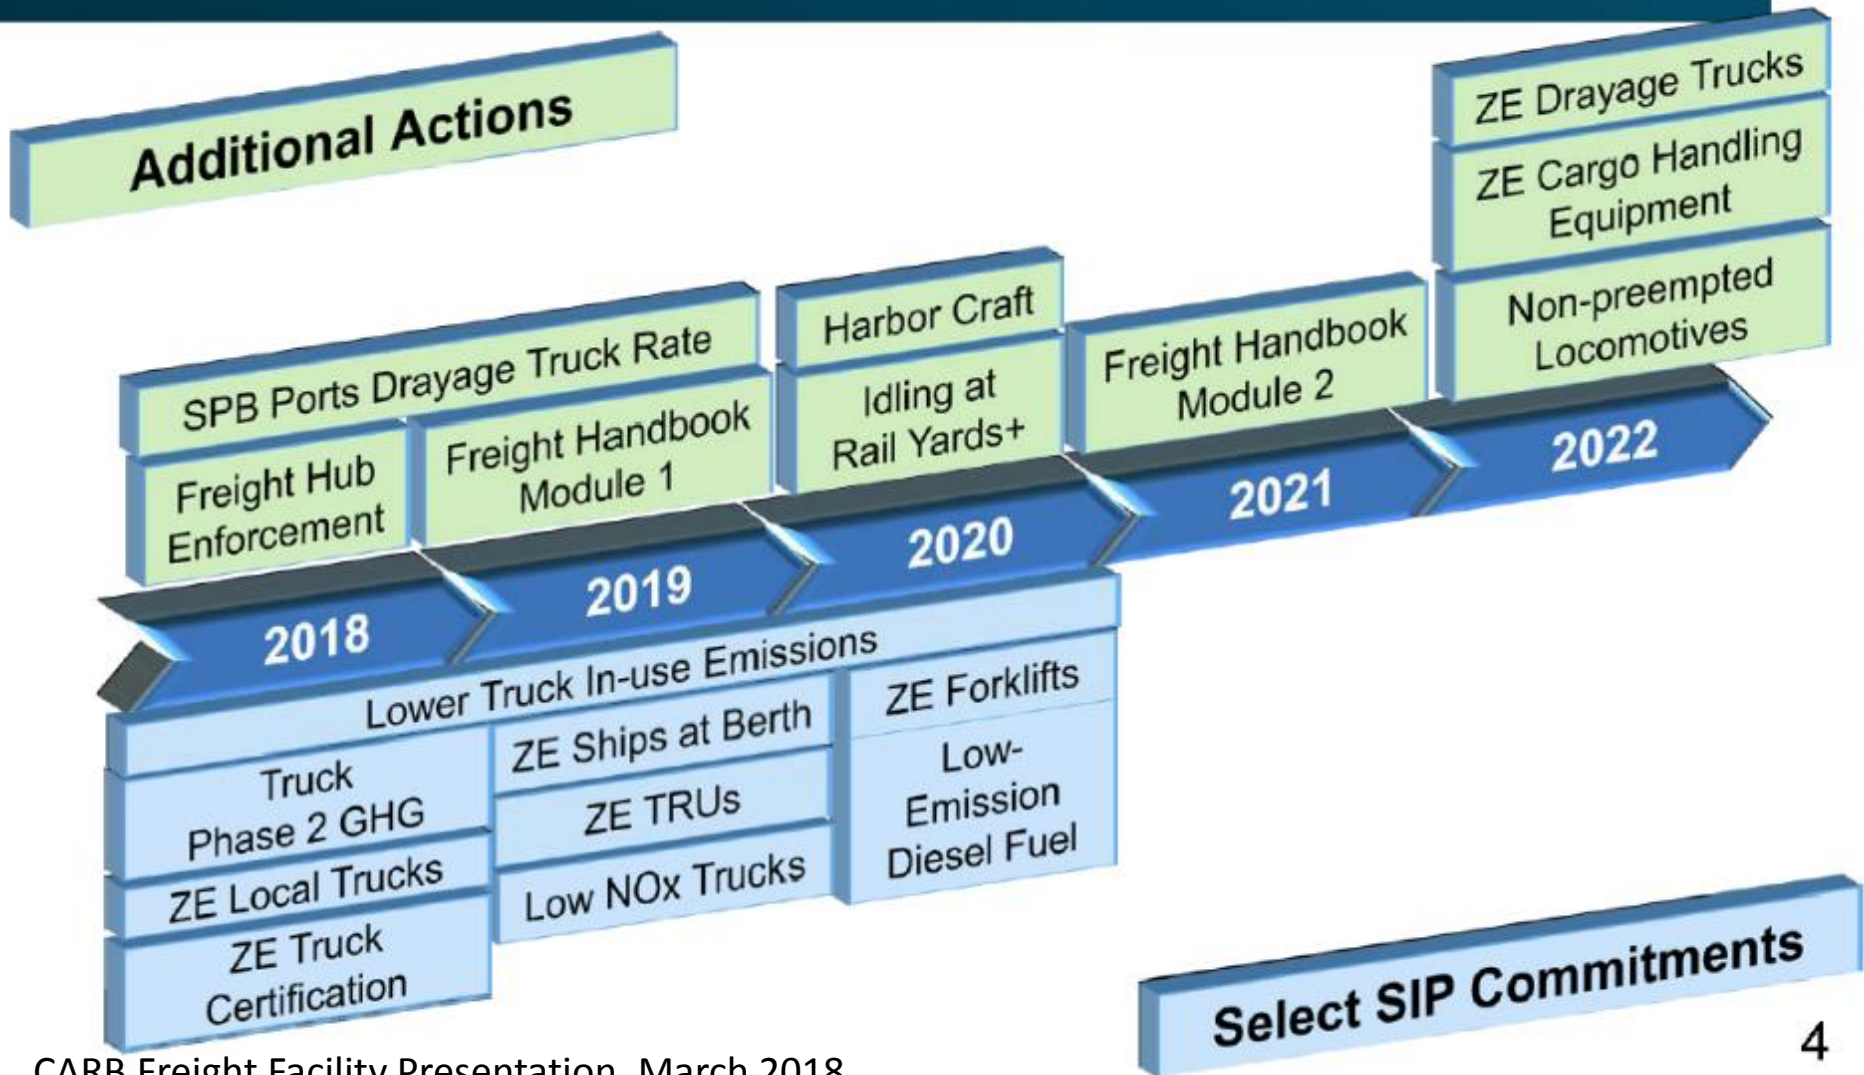 Additional Actions
ZE Drayage Trucks
ZE Cargo Handling
Equipment
Non-preempted
Locomotives
Harbor Craft
Idling at
Rail Yards+
Freight Handbook
Module 2
SPB Ports Drayage Truck Rate
Freight Hub
Enforcement
Freight Handbook
Module 1
2018
2019
2020
2021
2022
Lower Truck In-use Emissions
Truck
Phase 2 GHG
ZE Local Trucks
ZE Truck
Certification
ZE Ships at Berth
ZE TRUs
Low NOx Trucks
ZE Forklifts
Low-
Emission
Diesel Fuel
Select SIP Commitments
4
CARB Freight Facility Presentation, March 2018